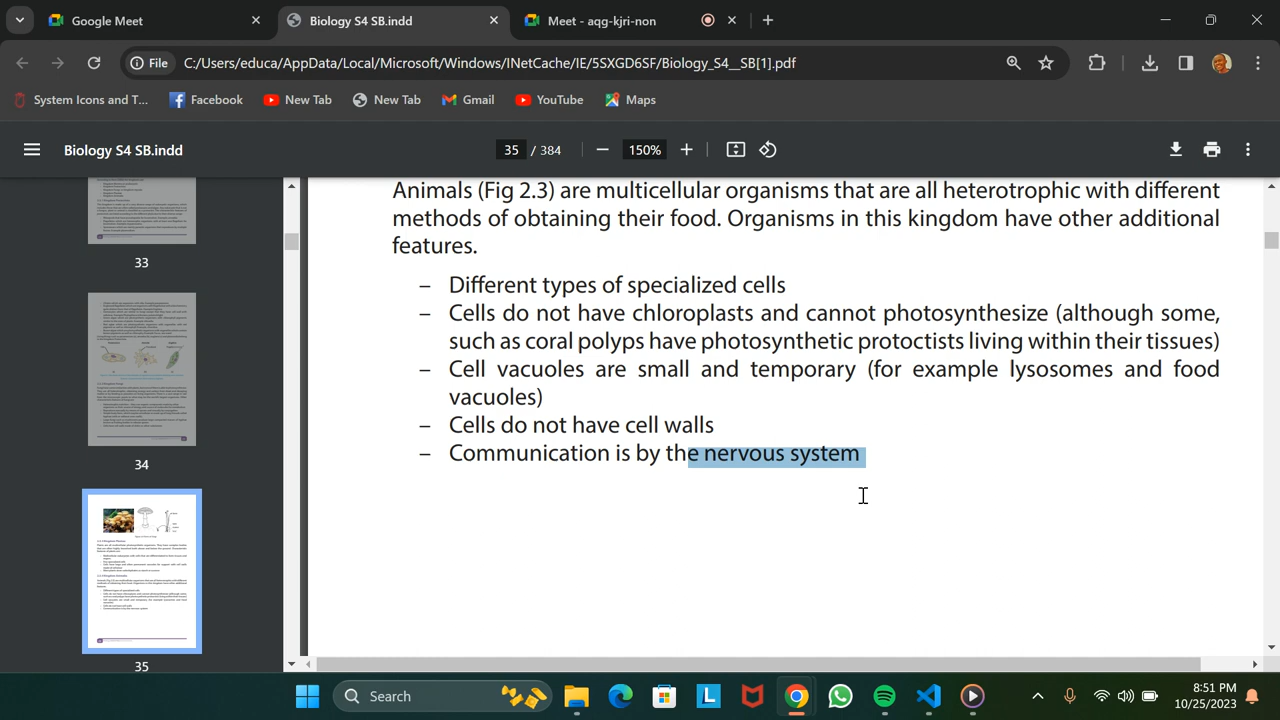 Google Meet
Biology S4 SB.indd
Meet - aqg-kjri-non
File
C:/Users/educa/AppData/Local/Microsoft/Windows/INetCache/IE/5SXGD6SF/Biology_S4__SB[1].pdf
System Icons and T...
Facebook
New Tab
New Tab
Gmail
YouTube
Maps
Biology S4 SB.indd
35 / 384
150%
33
34
35
Animals (Fig 2.3) are multicellular organisms that are all heterotrophic with different
methods of obtaining their food. Organisms in this kingdom have other additional
features.
– Different types of specialized cells
– Cells do not have chloroplasts and cannot photosynthesize (although some,
such as coral polyps have photosynthetic protoctists living within their tissues)
– Cell vacuoles are small and temporary (for example lysosomes and food
vacuoles)
– Cells do not have cell walls
– Communication is by the nervous system
Search
8:51 PM
10/25/2023